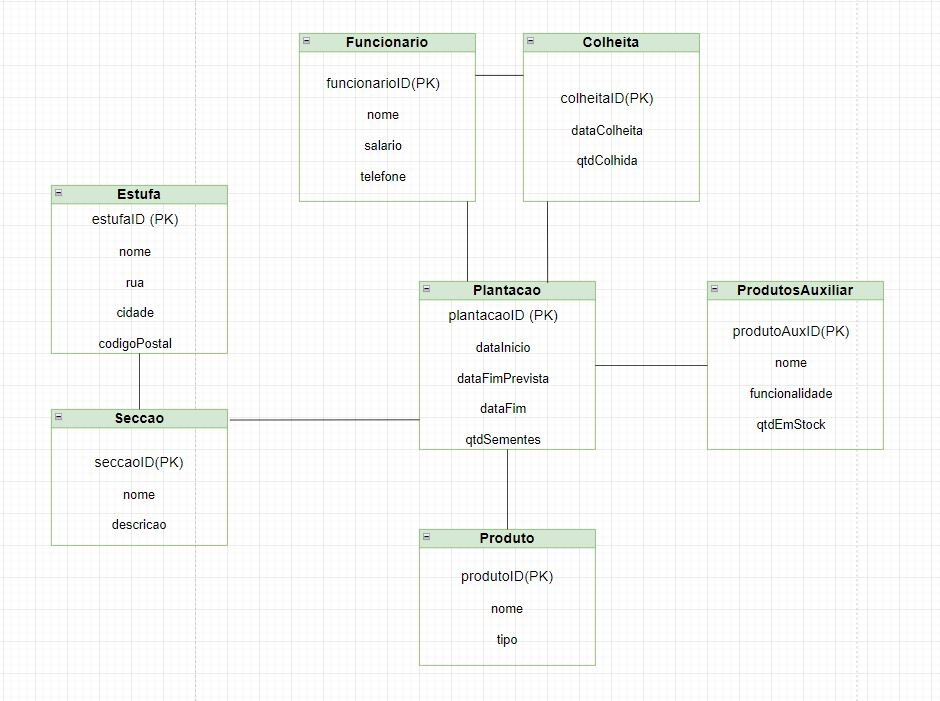 Funcionario
funcionarioID(PK)
nome
salario
telefone
Colheita
colheitaID(PK)
dataColheita
qtdColhida
Estufa
estufaID (PK)
nome
rua
cidade
codigoPostal
Plantacao
plantacaoID (PK)
dataInicio
dataFimPrevista
dataFim
qtdSementes
ProdutosAuxiliar
produtoAuxID(PK)
nome
funcionalidade
qtdEmStock
Seccao
seccaoID(PK)
nome
descricao
Produto
produtoID(PK)
nome
tipo